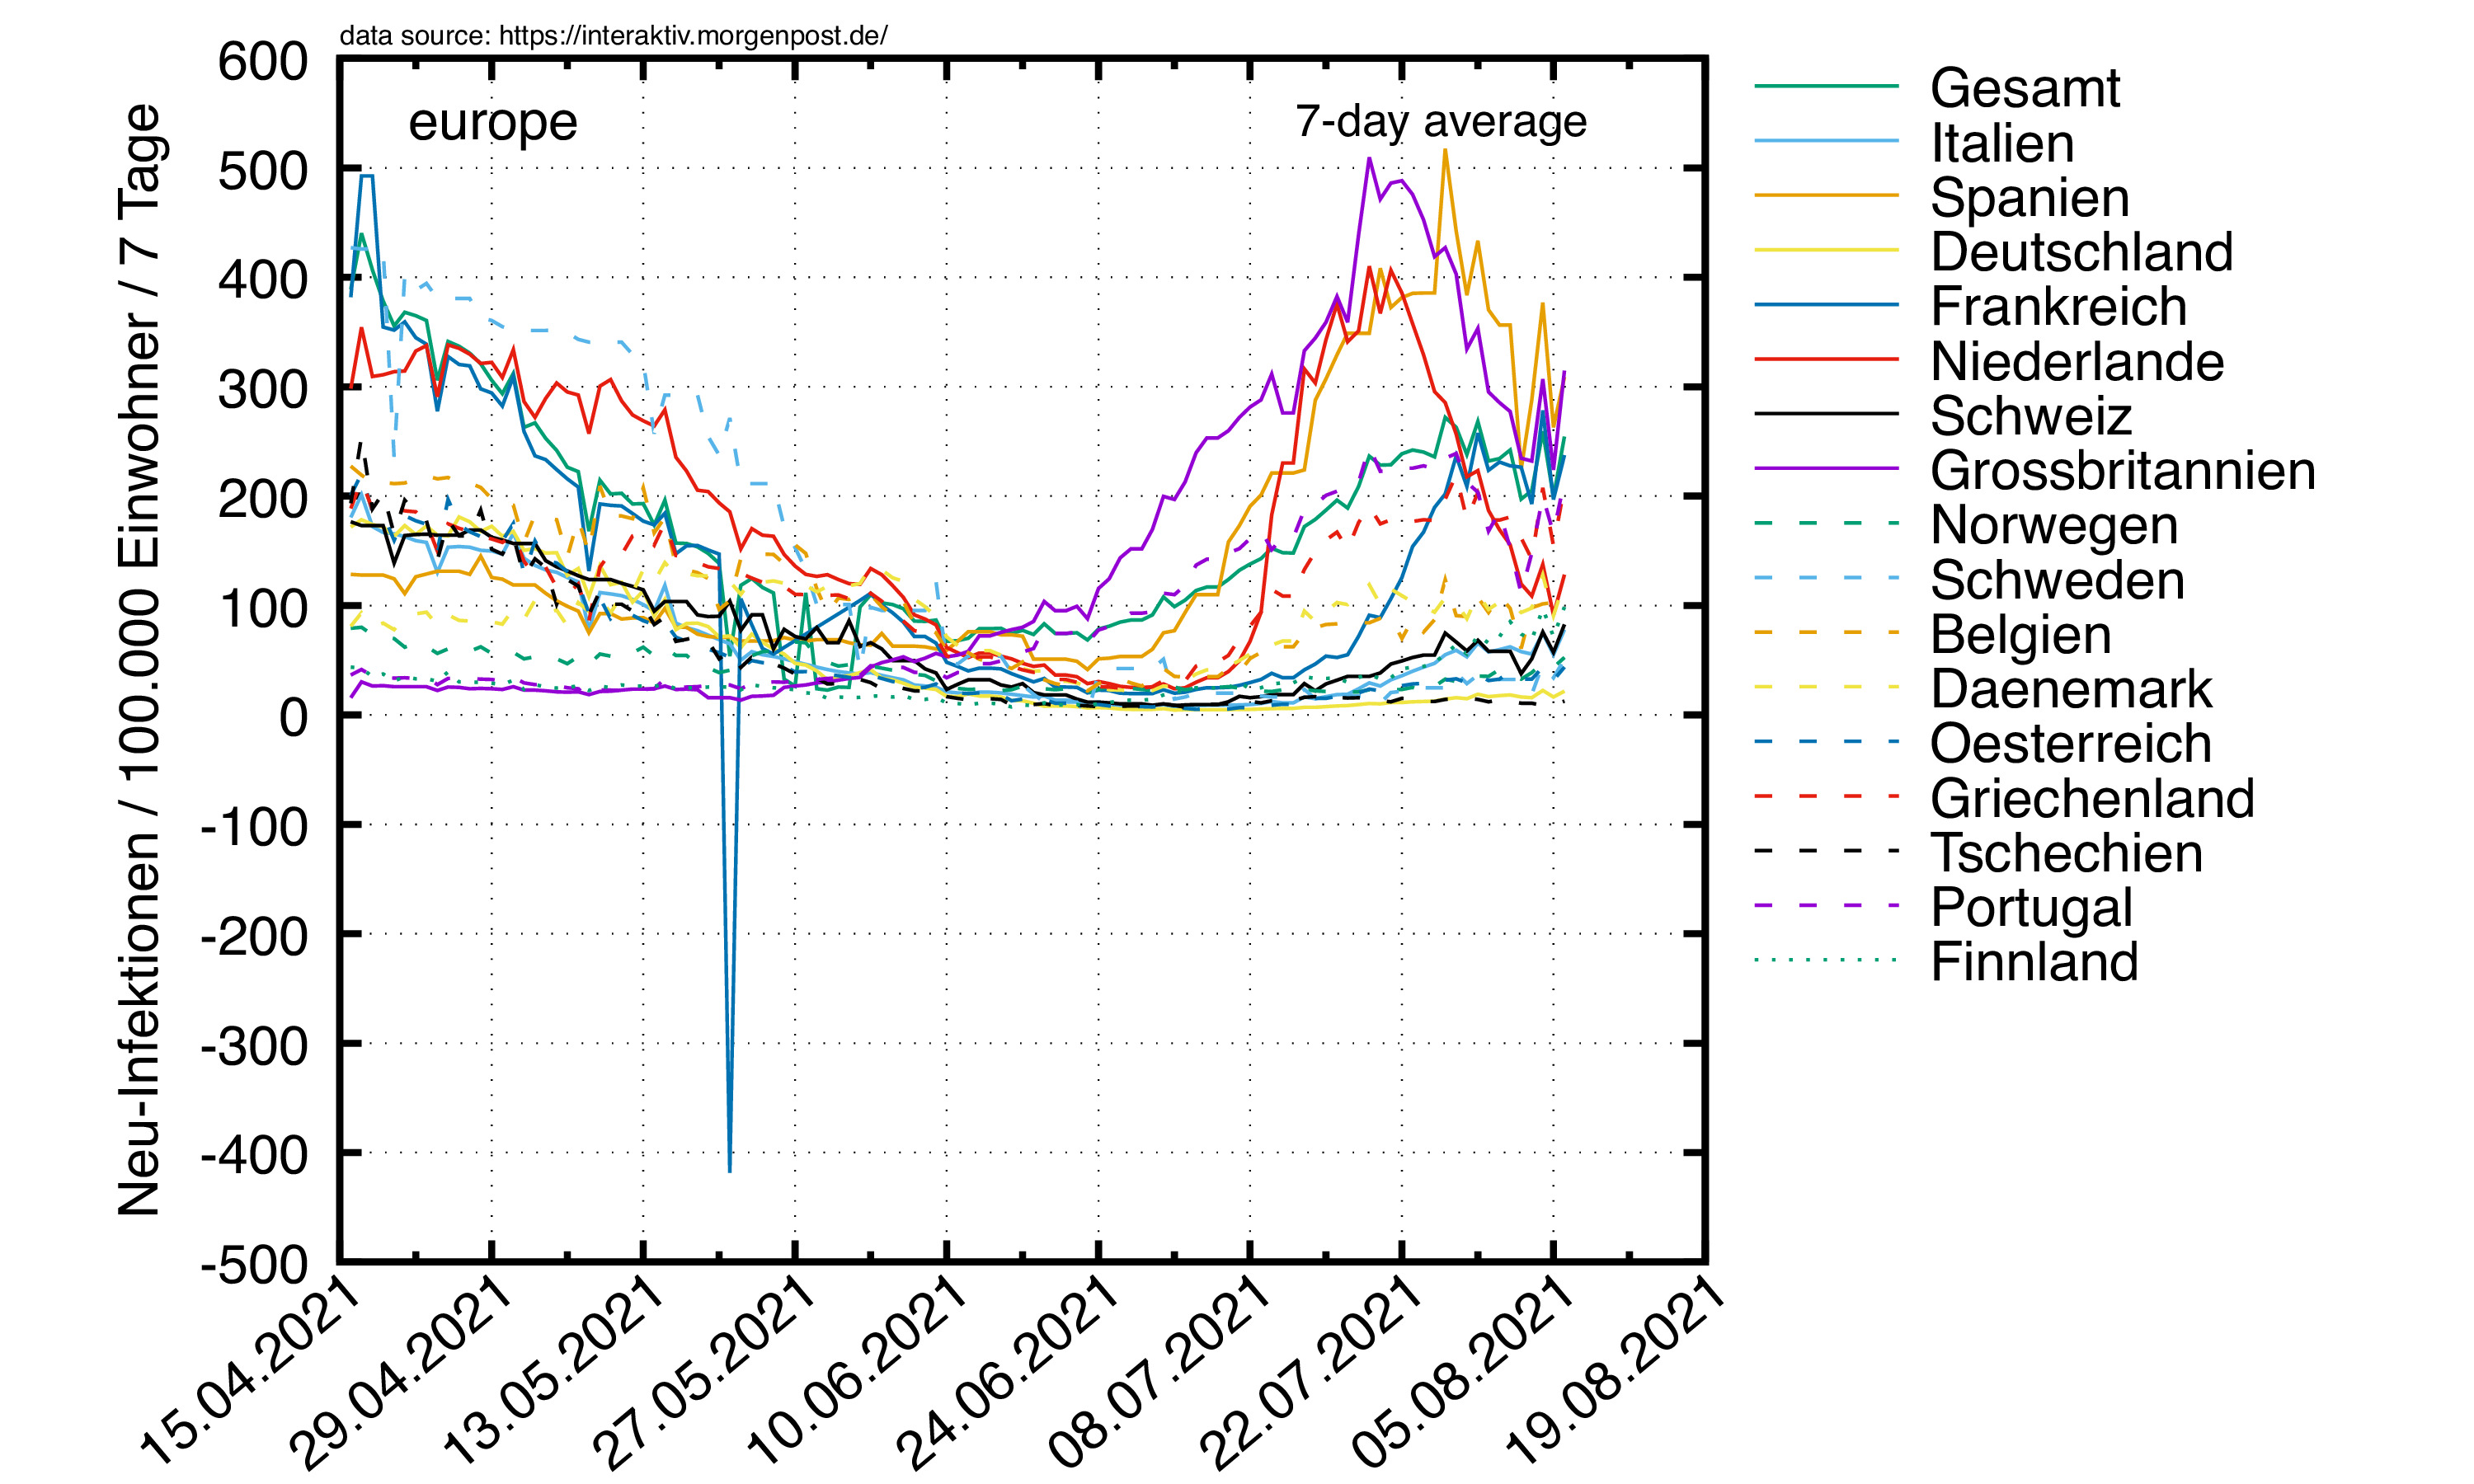 data source: https://interaktiv.morgenpost.de/
600
500
400
300
200
100
0
-100
-200
-300
-400
-500
Neu-Infektionen / 100.000 Einwohner / 7 Tage
europe
7-day average
15.04.2021
29.04.2021
13.05.2021
27.05.2021
10.06.2021
24.06.2021
08.07.2021
22.07.2021
05.08.2021
19.08.2021
Gesamt
Italien
Spanien
Deutschland
Frankreich
Niederlande
Schweiz
Grossbritannien
Norwegen
Schweden
Belgien
Daenemark
Oesterreich
Griechenland
Tschechien
Portugal
Finnland